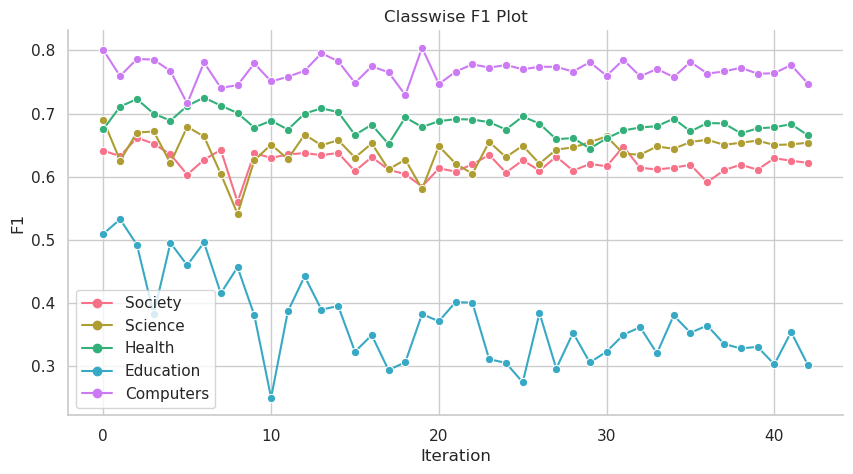 Classwise F1 Plot
F1
0.8
0.7
0.6
0.5
0.4
0.3
Society
Science
Health
Education
Computers
0 10 20 30 40
Iteration